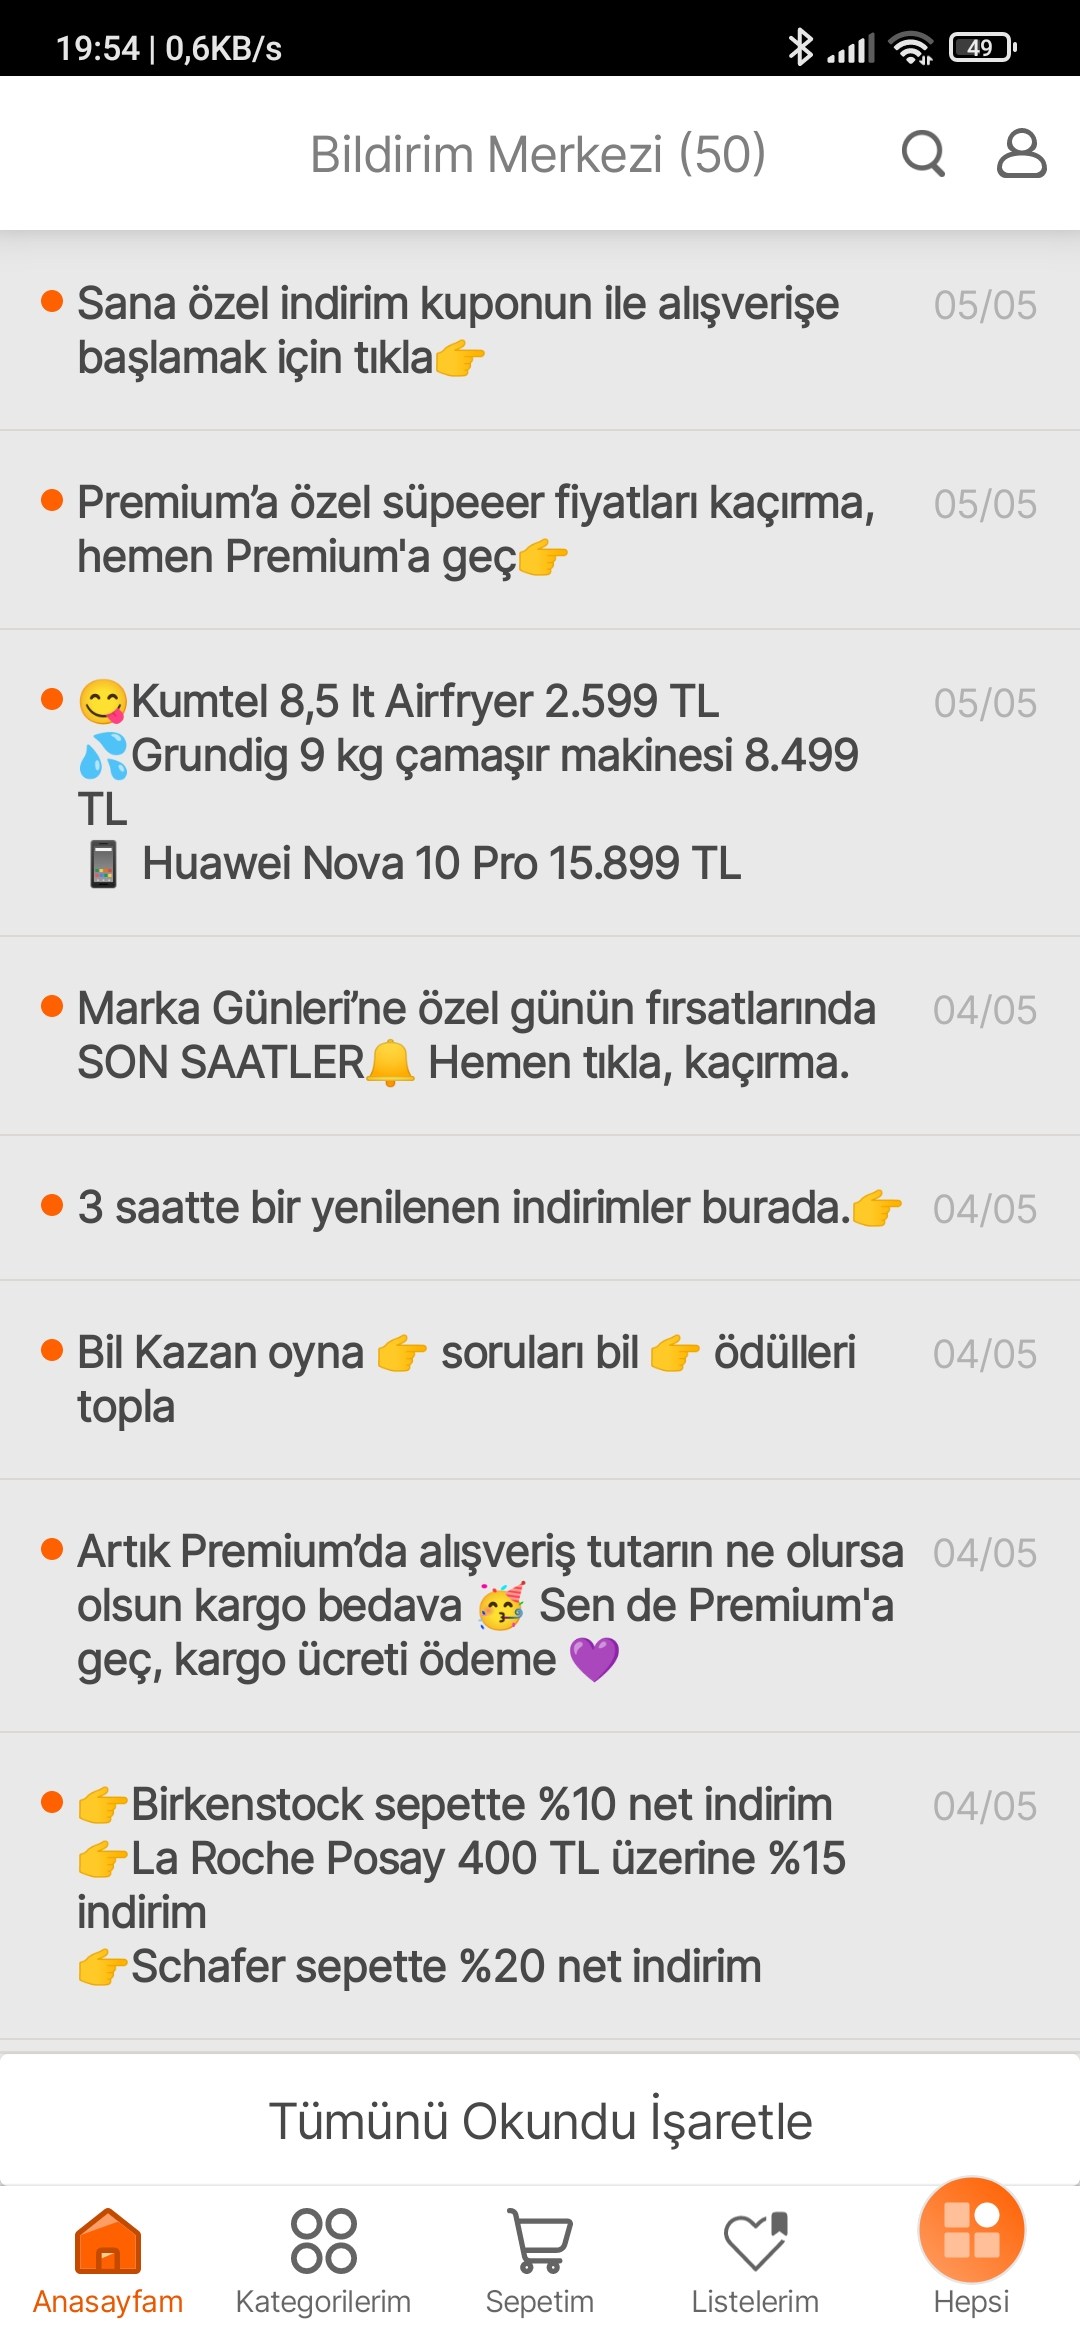 19:54 | 0,6KB/s
49
Bildirim Merkezi (50)
Sana özel indirim kuponun ile alışverişe
05/05
başlamak için tıkla👉
Premium’a özel süpeeer fiyatları kaçırma,
05/05
hemen Premium'a geç👉
😋Kumtel 8,5 lt Airfryer 2.599 TL
05/05
💦Grundig 9 kg çamaşır makinesi 8.499
TL
📱 Huawei Nova 10 Pro 15.899 TL
Marka Günleri’ne özel günün fırsatlarında
04/05
SON SAATLER🔔 Hemen tıkla, kaçırma.
3 saatte bir yenilenen indirimler burada.👉
04/05
Bil Kazan oyna 👉 soruları bil 👉 ödülleri
04/05
topla
Artık Premium’da alışveriş tutarın ne olursa
04/05
olsun kargo bedava 🥳 Sen de Premium'a
geç, kargo ücreti ödeme 💜
👉Birkenstock sepette %10 net indirim
04/05
👉La Roche Posay 400 TL üzerine %15
indirim
👉Schafer sepette %20 net indirim
Tümünü Okundu İşaretle
Anasayfam
Kategorilerim
Sepetim
Listelerim
Hepsi